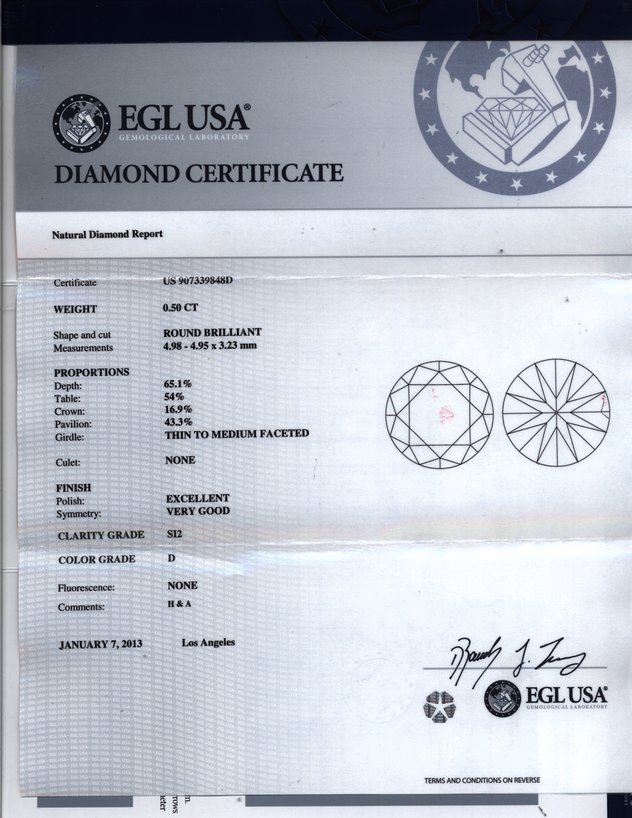 EGL USA®
GEMOLOGICAL LABORATORY
DIAMOND CERTIFICATE
Natural Diamond Report
Certificate US 907339848D
WEIGHT 0.50 CT
Shape and cut ROUND BRILLIANT
Measurements 4.98 - 4.95 x 3.23 mm
PROPORTIONS
Depth: 65.1%
Table: 54%
Crown: 16.9%
Pavilion: 43.3%
Girdle: THIN TO MEDIUM FACETED
Culet: NONE
FINISH
Polish: EXCELLENT
Symmetry: VERY GOOD
CLARITY GRADE SI2
COLOR GRADE D
Fluorescence: NONE
Comments: H & A
JANUARY 7, 2013 Los Angeles
EGL USA®
GEMOLOGICAL LABORATORY
TERMS AND CONDITIONS ON REVERSE